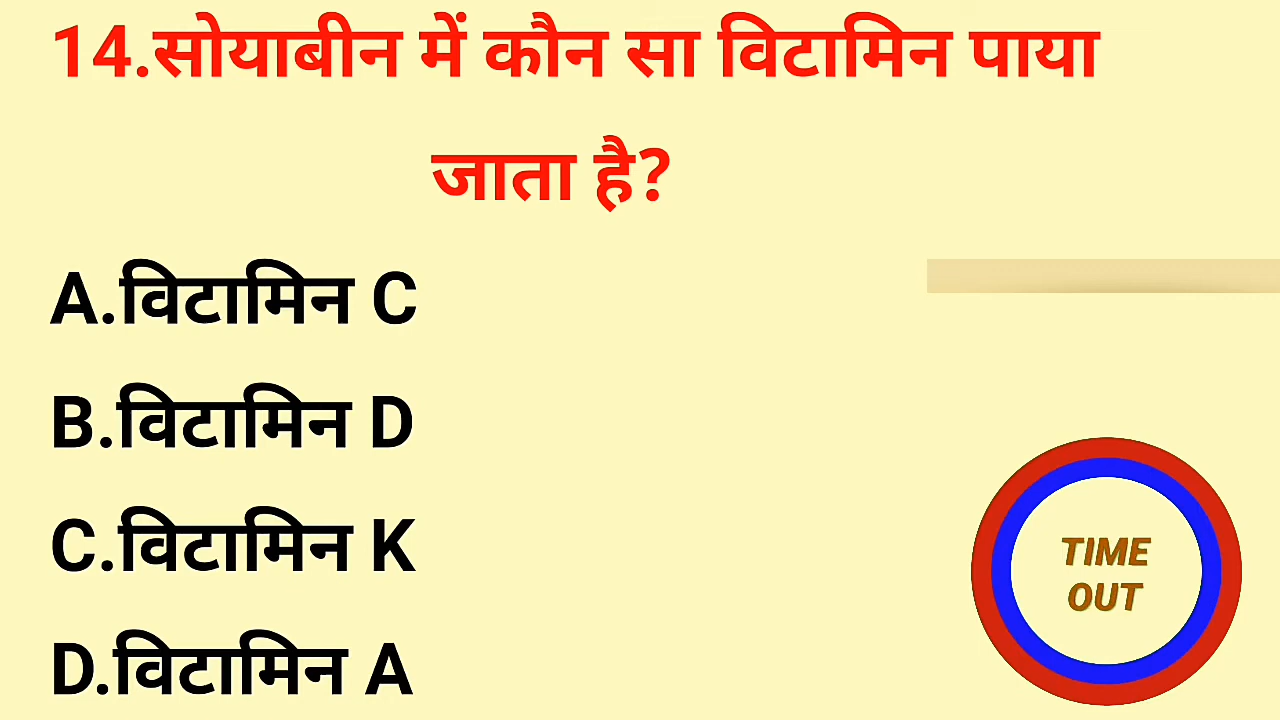 14.सोयाबीन में कौन सा विटामिन पाया
जाता है?
A.विटामिन C
B.विटामिन D
C.विटामिन K
D.विटामिन A
TIME
OUT